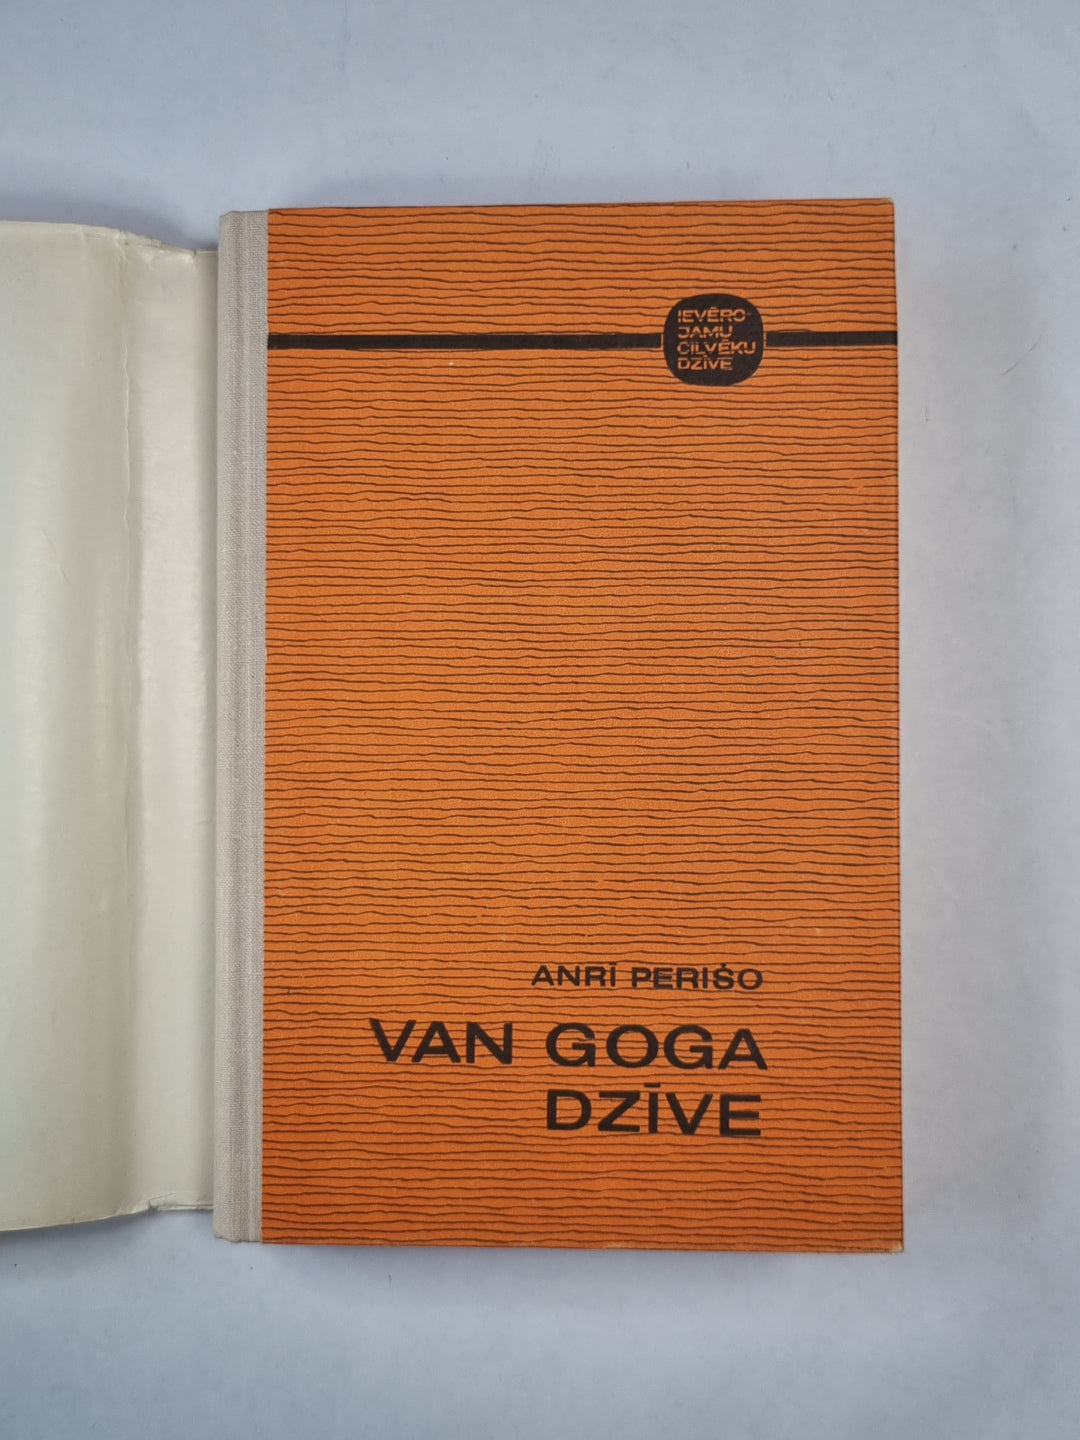 IEVĒRO-
JAMU
CILVĒKU
DZĪVE
ANRĪ PERIŠO
VAN GOGA
DZĪVE